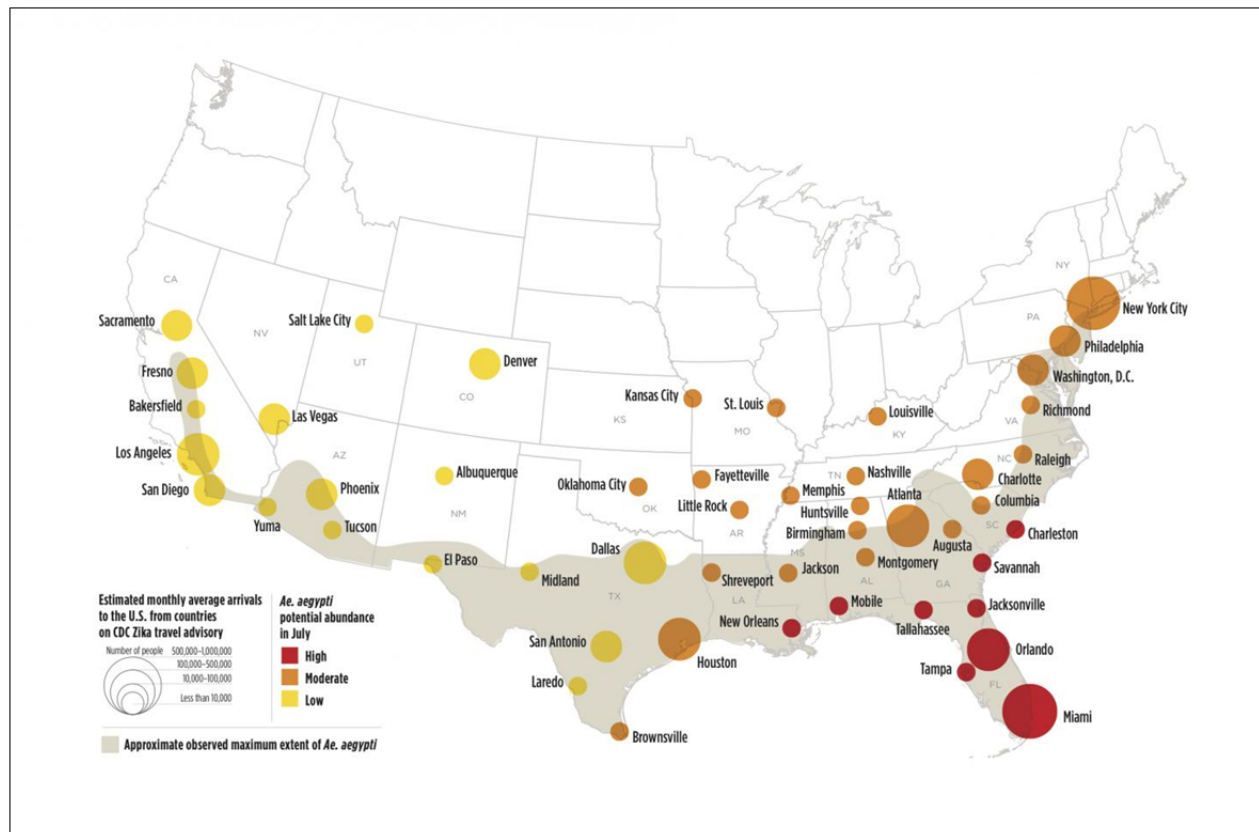 NY
CA
PA
New York City
Sacramento
Salt Lake City
NV
Philadelphia
UT
Denver
Fresno
Washington, D.C.
CO
Kansas City
St. Louis
Bakersfield
Las Vegas
Louisville
Richmond
KS
MO
KY
VA
Los Angeles
AZ
NC
Raleigh
Albuquerque
Fayetteville
TN
Nashville
Charlotte
San Diego
Phoenix
Oklahoma City
Memphis
Atlanta
Columbia
OK
Little Rock
Huntsville
NM
Yuma
Tucson
AR
Birmingham
SC
Charleston
Augusta
Dallas
MS
El Paso
Midland
Shreveport
Jackson
Montgomery
Savannah
AL
GA
TX
LA
Mobile
Jacksonville
New Orleans
Tallahassee
San Antonio
Houston
Orlando
Tampa
Laredo
FL
Miami
Brownsville
Estimated monthly average arrivals
to the U.S. from countries
on CDC Zika travel advisory
Number of people
500,000–1,000,000
100,000–500,000
10,000–100,000
Less than 10,000
Ae. aegypti
potential abundance
in July
High
Moderate
Low
Approximate observed maximum extent of Ae. aegypti